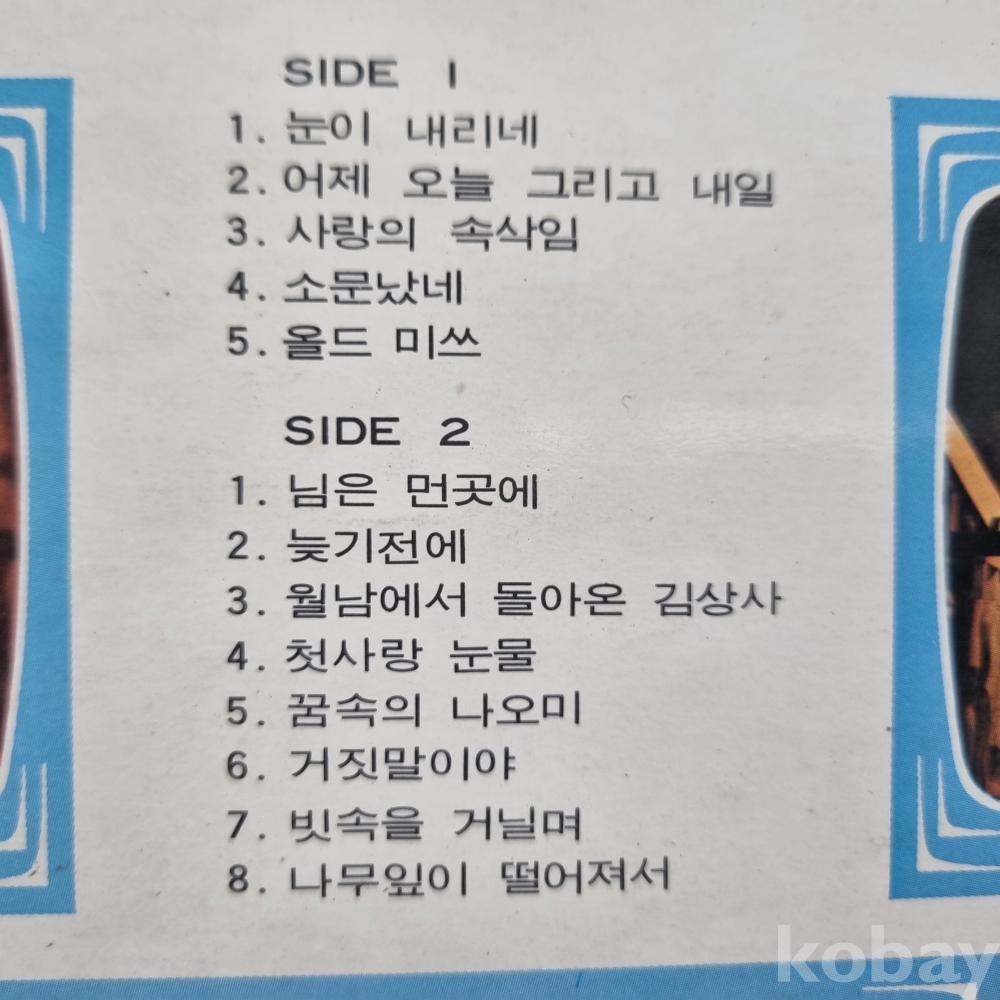 SIDE 1
1. 눈이 내리네
2. 어제 오늘 그리고 내일
3. 사랑의 속삭임
4. 소문났네
5. 올드 미쓰
SIDE 2
1. 님은 먼곳에
2. 늦기전에
3. 월남에서 돌아온 김상사
4. 첫사랑 눈물
5. 꿈속의 나오미
6. 거짓말이야
7. 빗속을 거닐며
8. 나무잎이 떨어져서
kobay